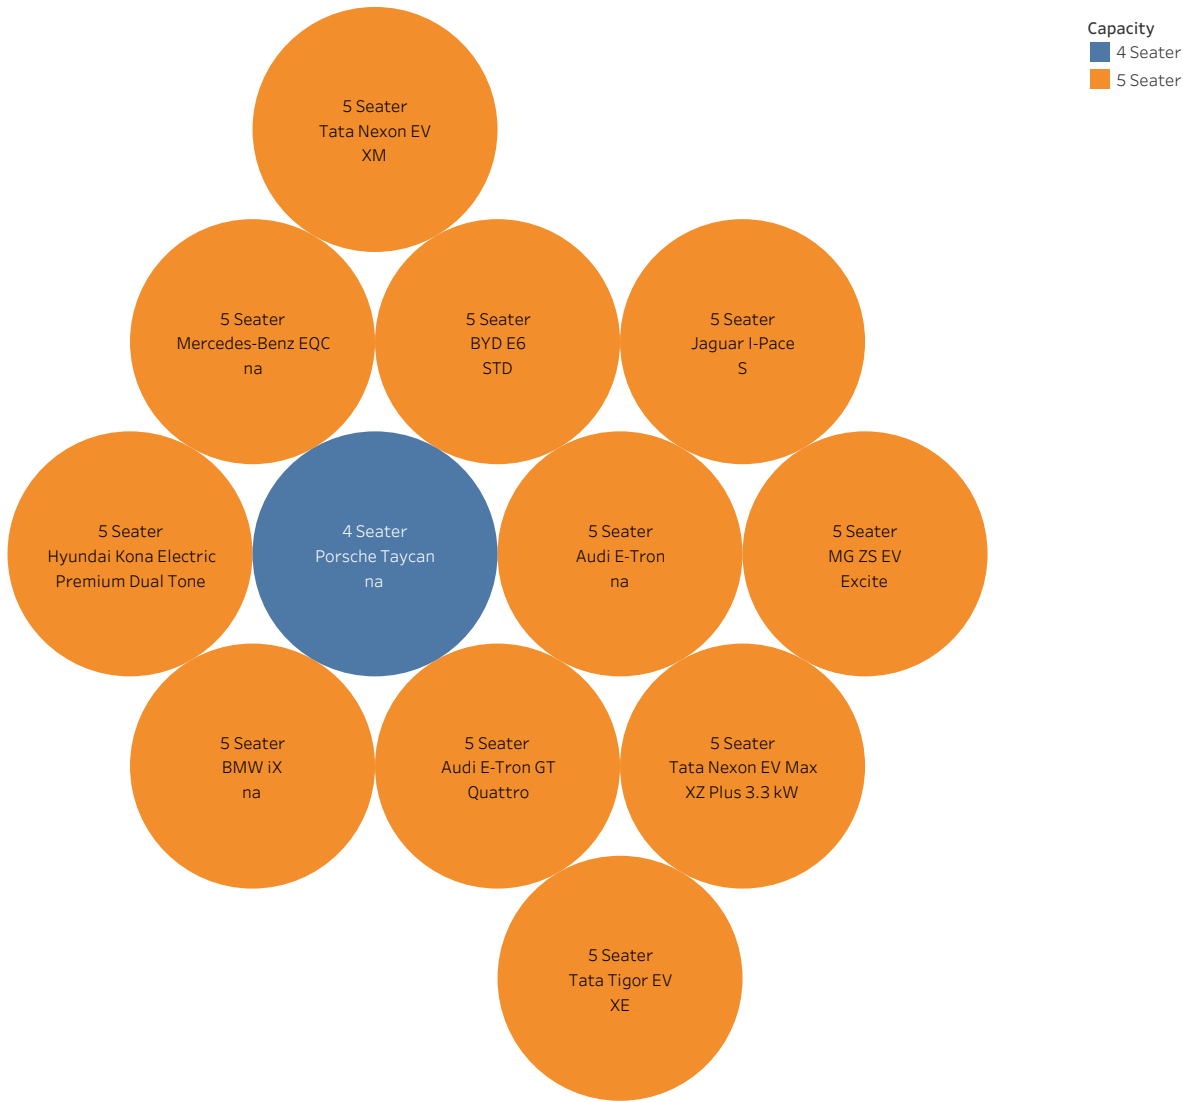 Capacity
4 Seater
5 Seater
5 Seater
Tata Nexon EV
XM
5 Seater
Mercedes-Benz EQC
na
5 Seater
BYD E6
STD
5 Seater
Jaguar I-Pace
S
5 Seater
Hyundai Kona Electric
Premium Dual Tone
4 Seater
Porsche Taycan
na
5 Seater
Audi E-Tron
na
5 Seater
MG ZS EV
Excite
5 Seater
BMW iX
na
5 Seater
Audi E-Tron GT
Quattro
5 Seater
Tata Nexon EV Max
XZ Plus 3.3 kW
5 Seater
Tata Tigor EV
XE